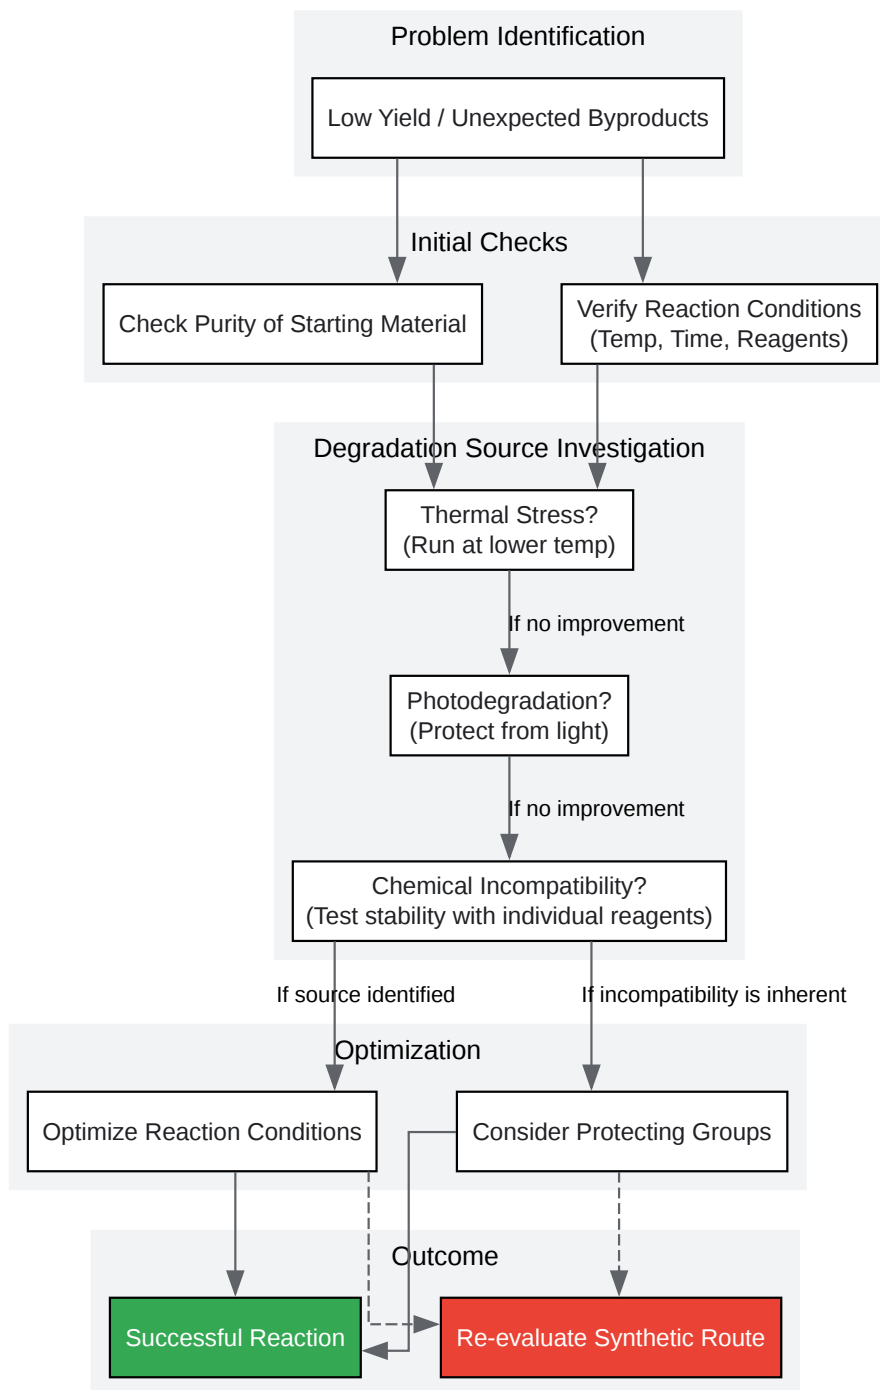 Problem Identification
Low Yield / Unexpected Byproducts
Initial Checks
Check Purity of Starting Material
Verify Reaction Conditions
(Temp, Time, Reagents)
Degradation Source Investigation
Thermal Stress?
(Run at lower temp)
If no improvement
Photodegradation?
(Protect from light)
If no improvement
Chemical Incompatibility?
(Test stability with individual reagents)
If source identified
If incompatibility is inherent
Optimization
Optimize Reaction Conditions
Consider Protecting Groups
Outcome
Successful Reaction
Re-evaluate Synthetic Route